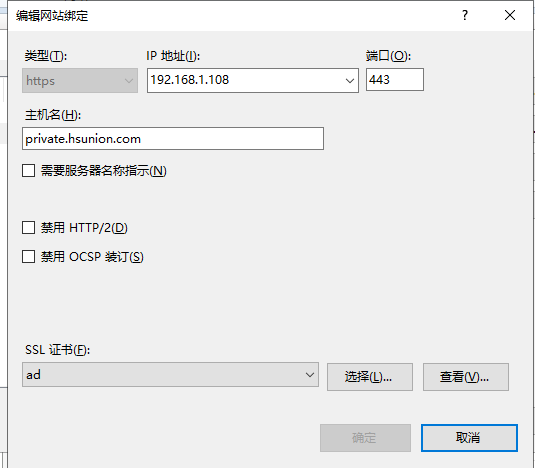 编辑网站绑定
?
类型(T):
IP 地址(I):
端口(O):
https
192.168.1.108
443
主机名(H):
private.hsunion.com
需要服务器名称指示(N)
禁用 HTTP/2(D)
禁用 OCSP 装订(S)
SSL 证书(F):
ad
选择(L)...
查看(V)...
确定
取消